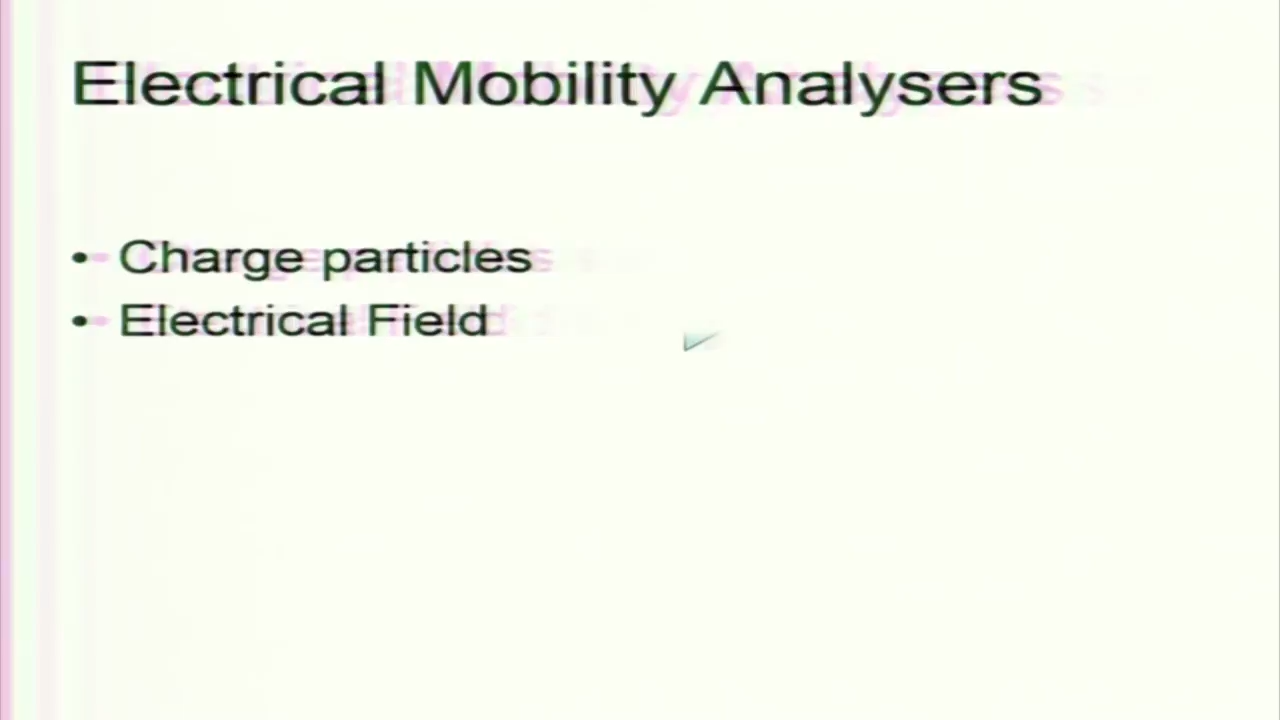 Electrical Mobility Analysers
• Charge particles
• Electrical Field